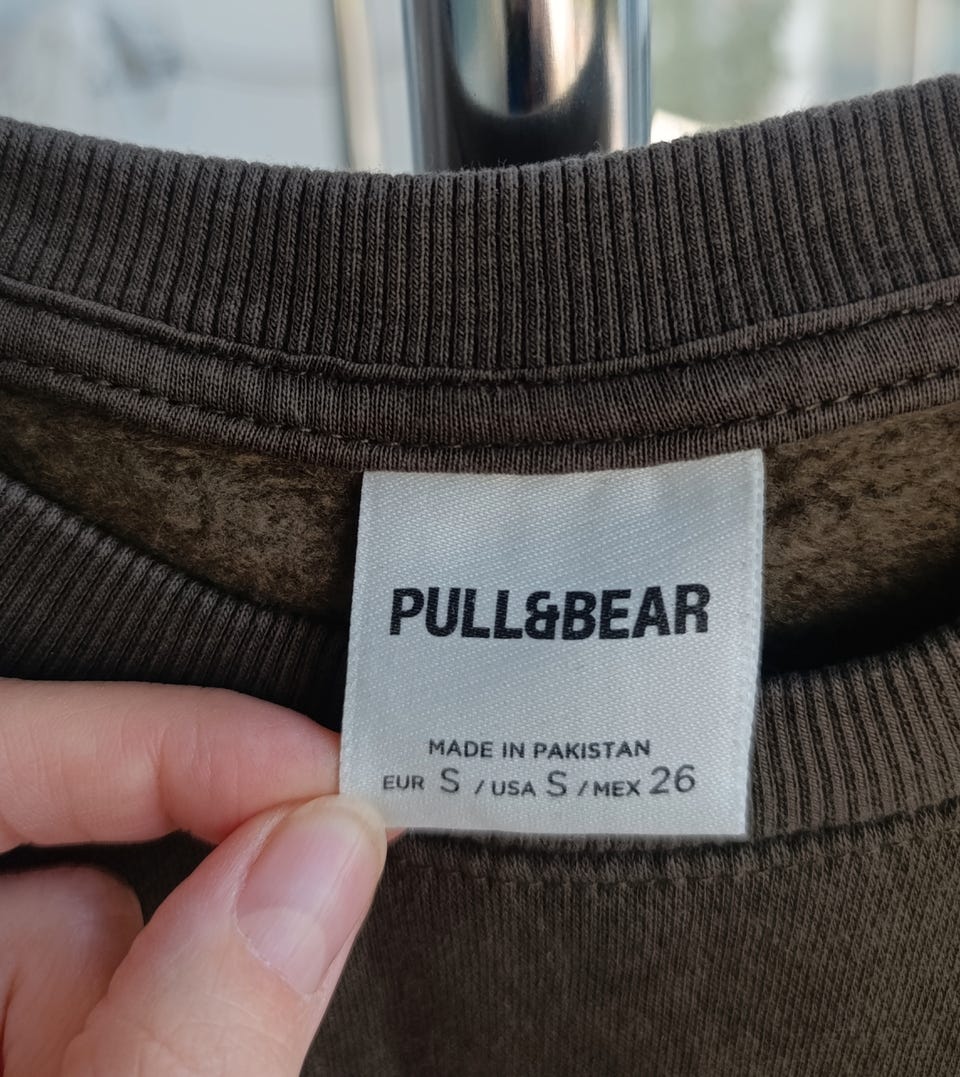 PULL&BEAR
MADE IN PAKISTAN
EUR S / USA S / MEX 26